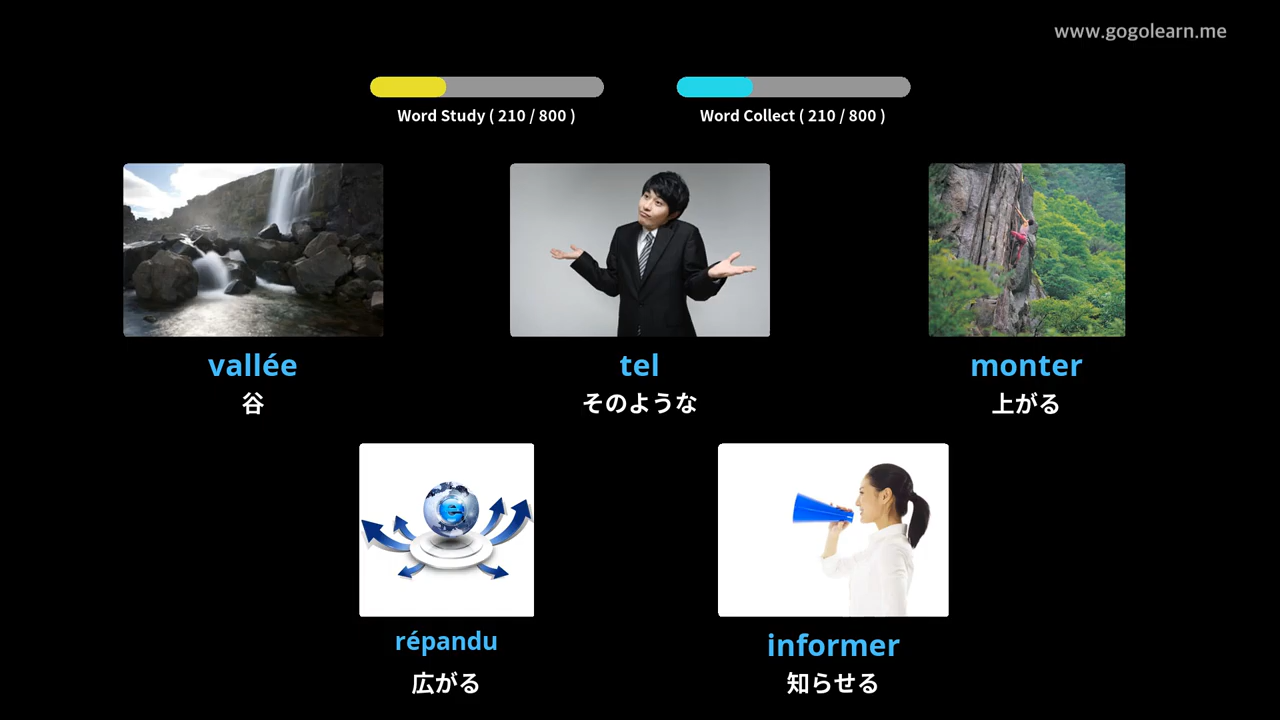 www.gogolearn.me
Word Study ( 210 / 800 )
Word Collect ( 210 / 800 )
vallée
そのような
tel
谷
monter
上がる
e
répandu
広がる
informer
知らせる